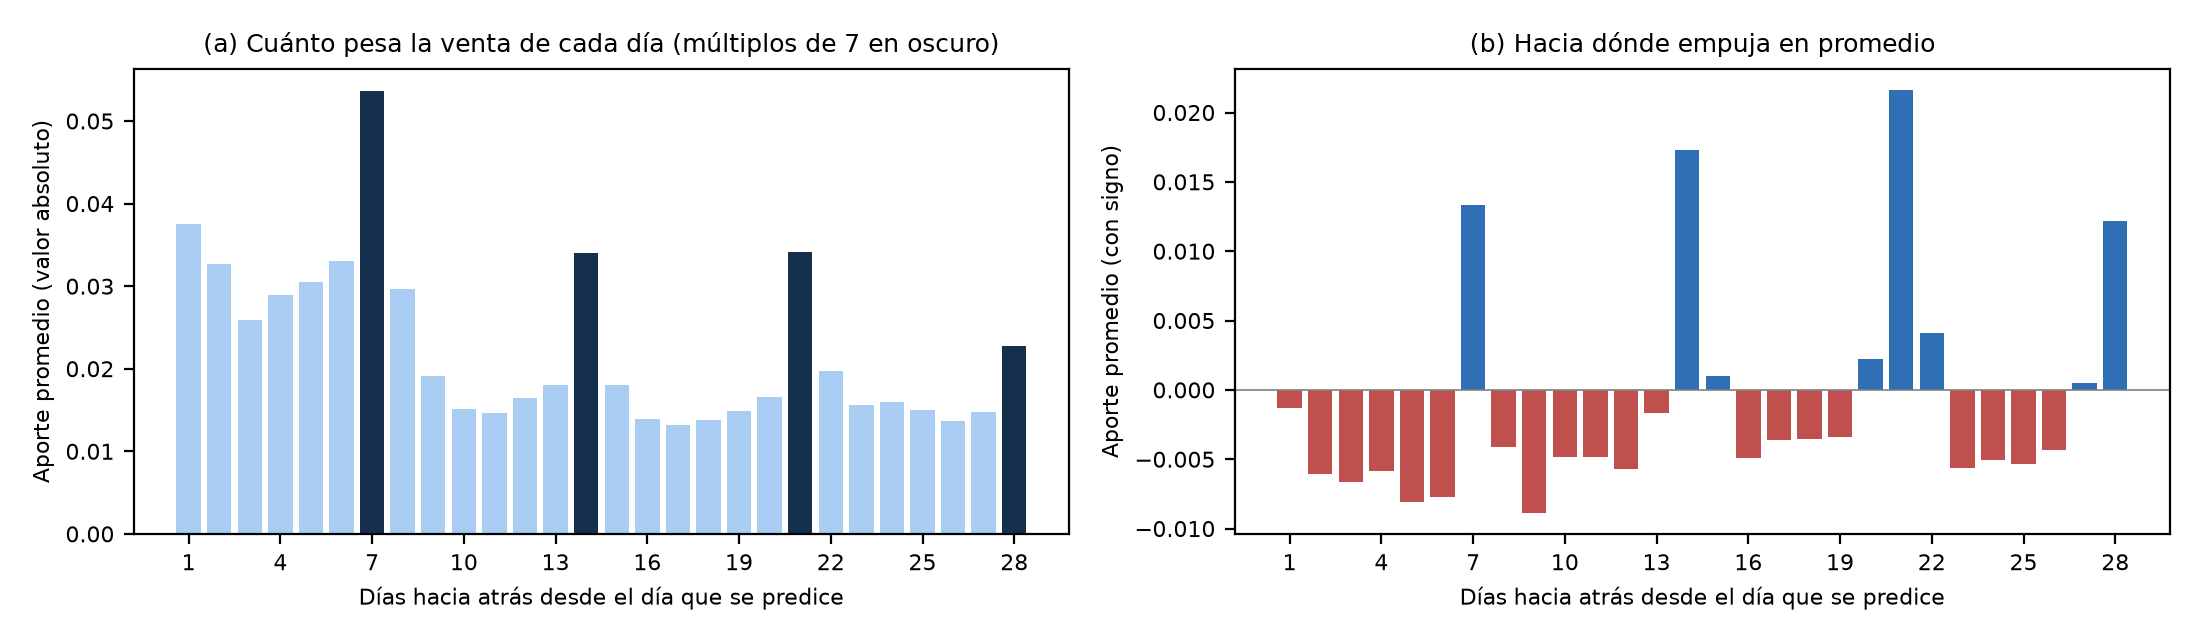 (a) Cuánto pesa la venta de cada día (múltiplos de 7 en oscuro)
Aporte promedio (valor absoluto)
0.05
0.04
0.03
0.02
0.01
0.00
1 4 7 10 13 16 19 22 25 28
Días hacia atrás desde el día que se predice
(b) Hacia dónde empuja en promedio
Aporte promedio (con signo)
0.020
0.015
0.010
0.005
0.000
−0.005
−0.010
1 4 7 10 13 16 19 22 25 28
Días hacia atrás desde el día que se predice